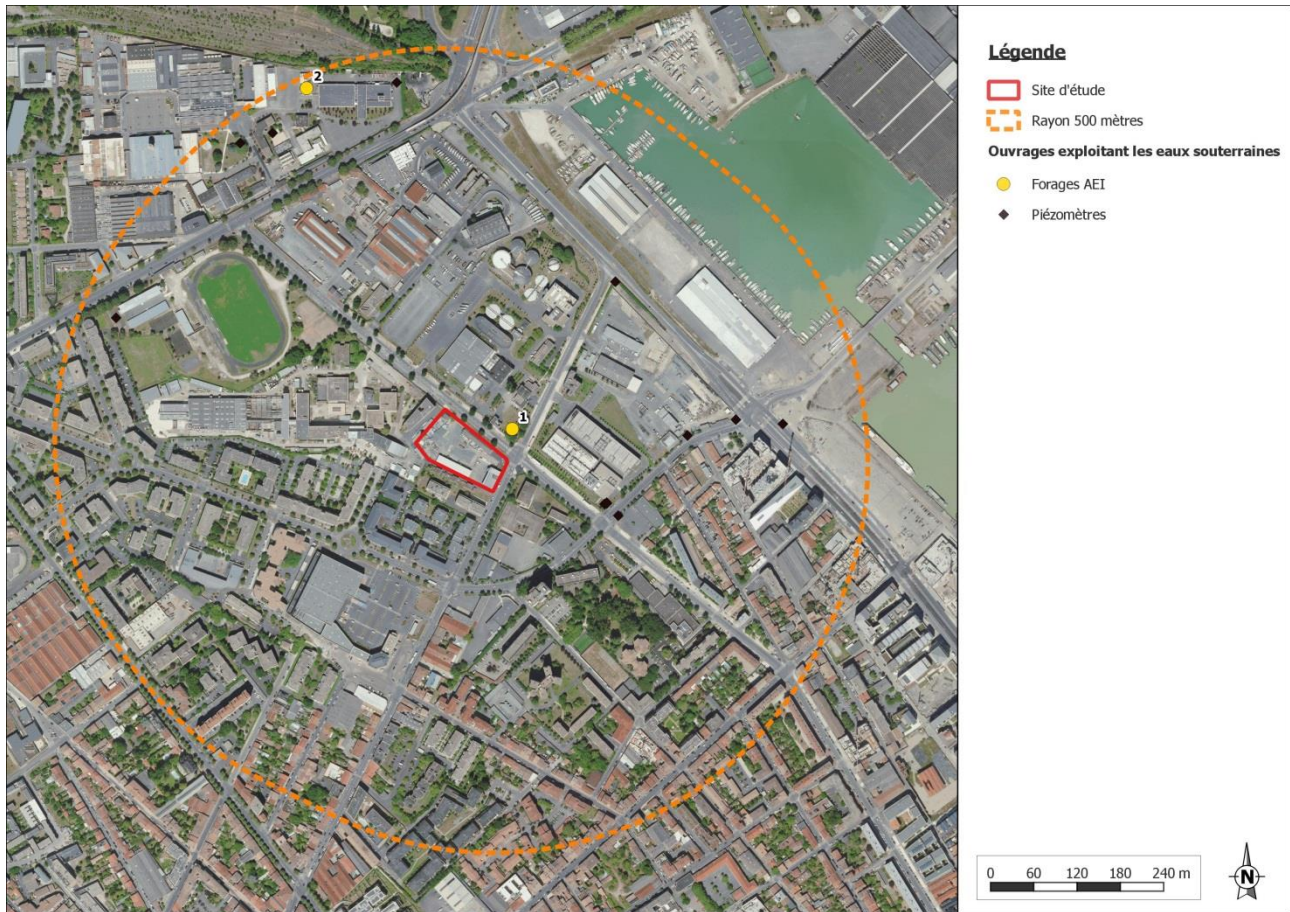 2
1
Légende
Site d'étude
Rayon 500 mètres
Ouvrages exploitant les eaux souterraines
Forages AEI
Piézomètres
0 60 120 180 240 m
N